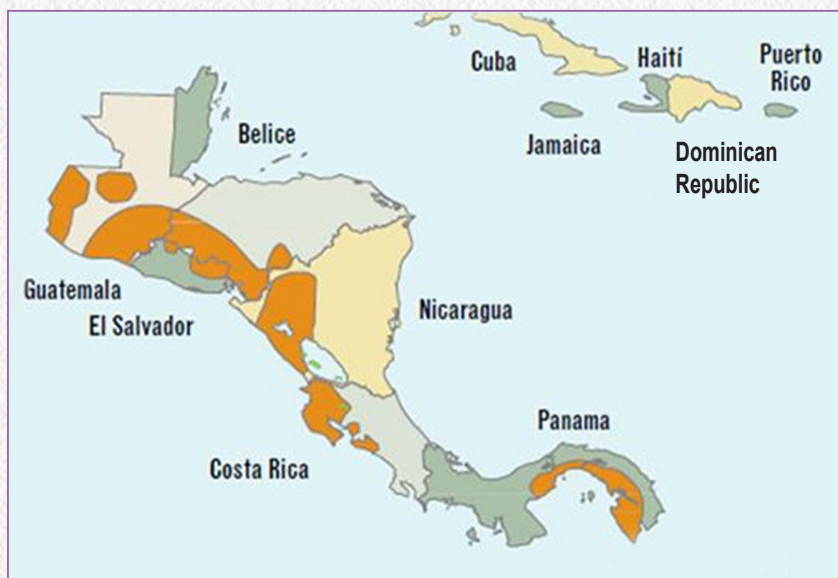 Cuba
Haití
Puerto
Rico
Jamaica
Dominican
Republic
Belice
Guatemala
El Salvador
Nicaragua
Costa Rica
Panama